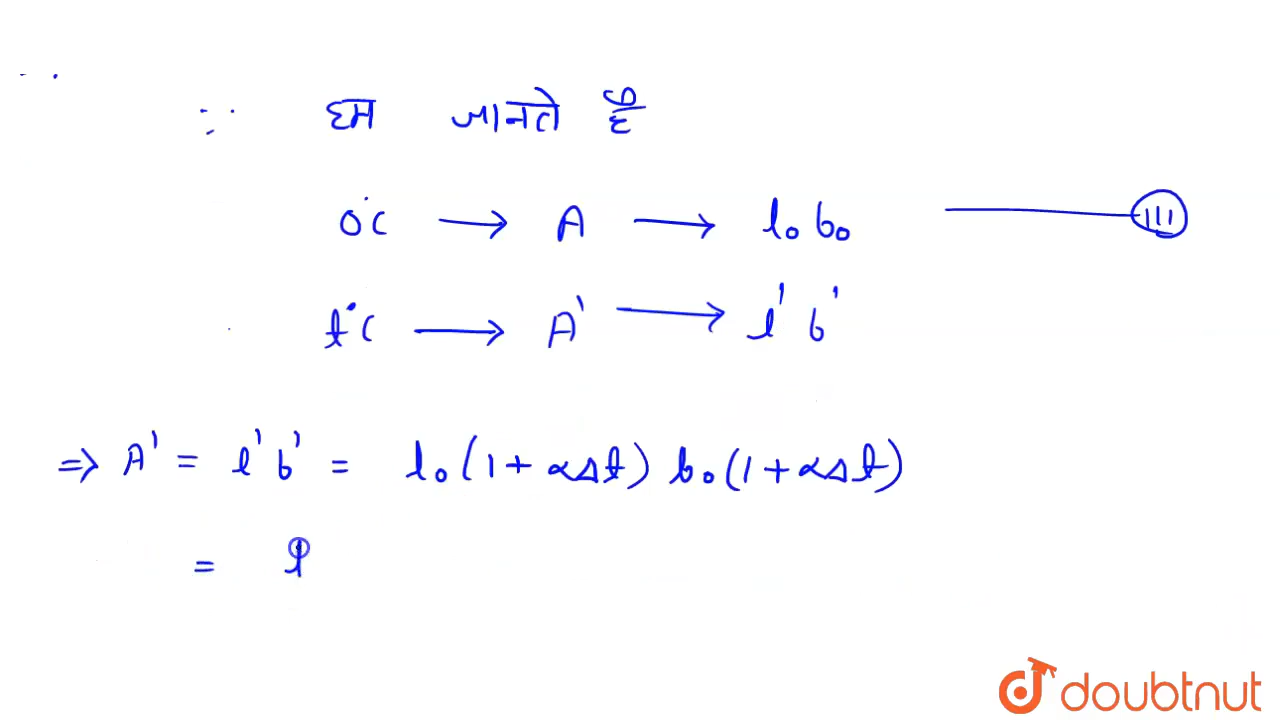 ∵ हम जानते हैं
0°C → A → l₀ b₀ — (III)
t°C → A' → l' b'
⇒ A' = l' b' = l₀ (1 + αΔt) b₀ (1 + αΔt)
= l
doubtnut